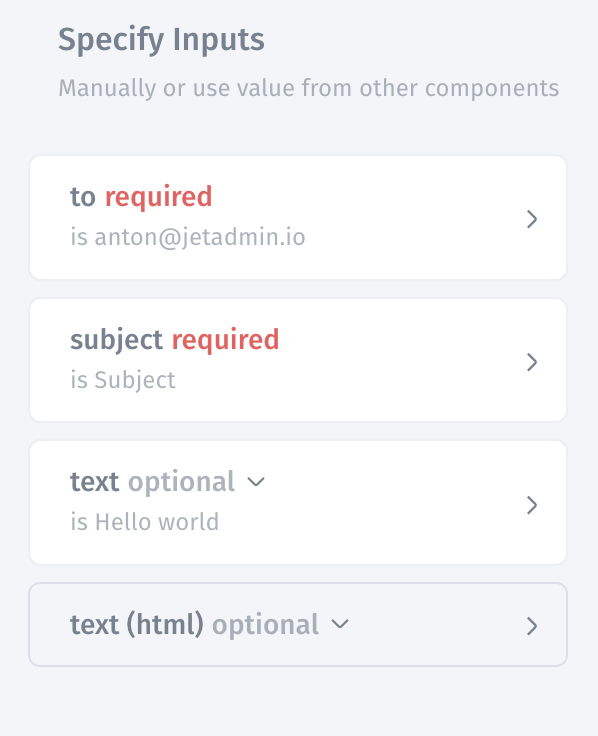 Specify Inputs
Manually or use value from other components
to required
is anton@jetadmin.io
subject required
is Subject
text optional
is Hello world
text (html) optional